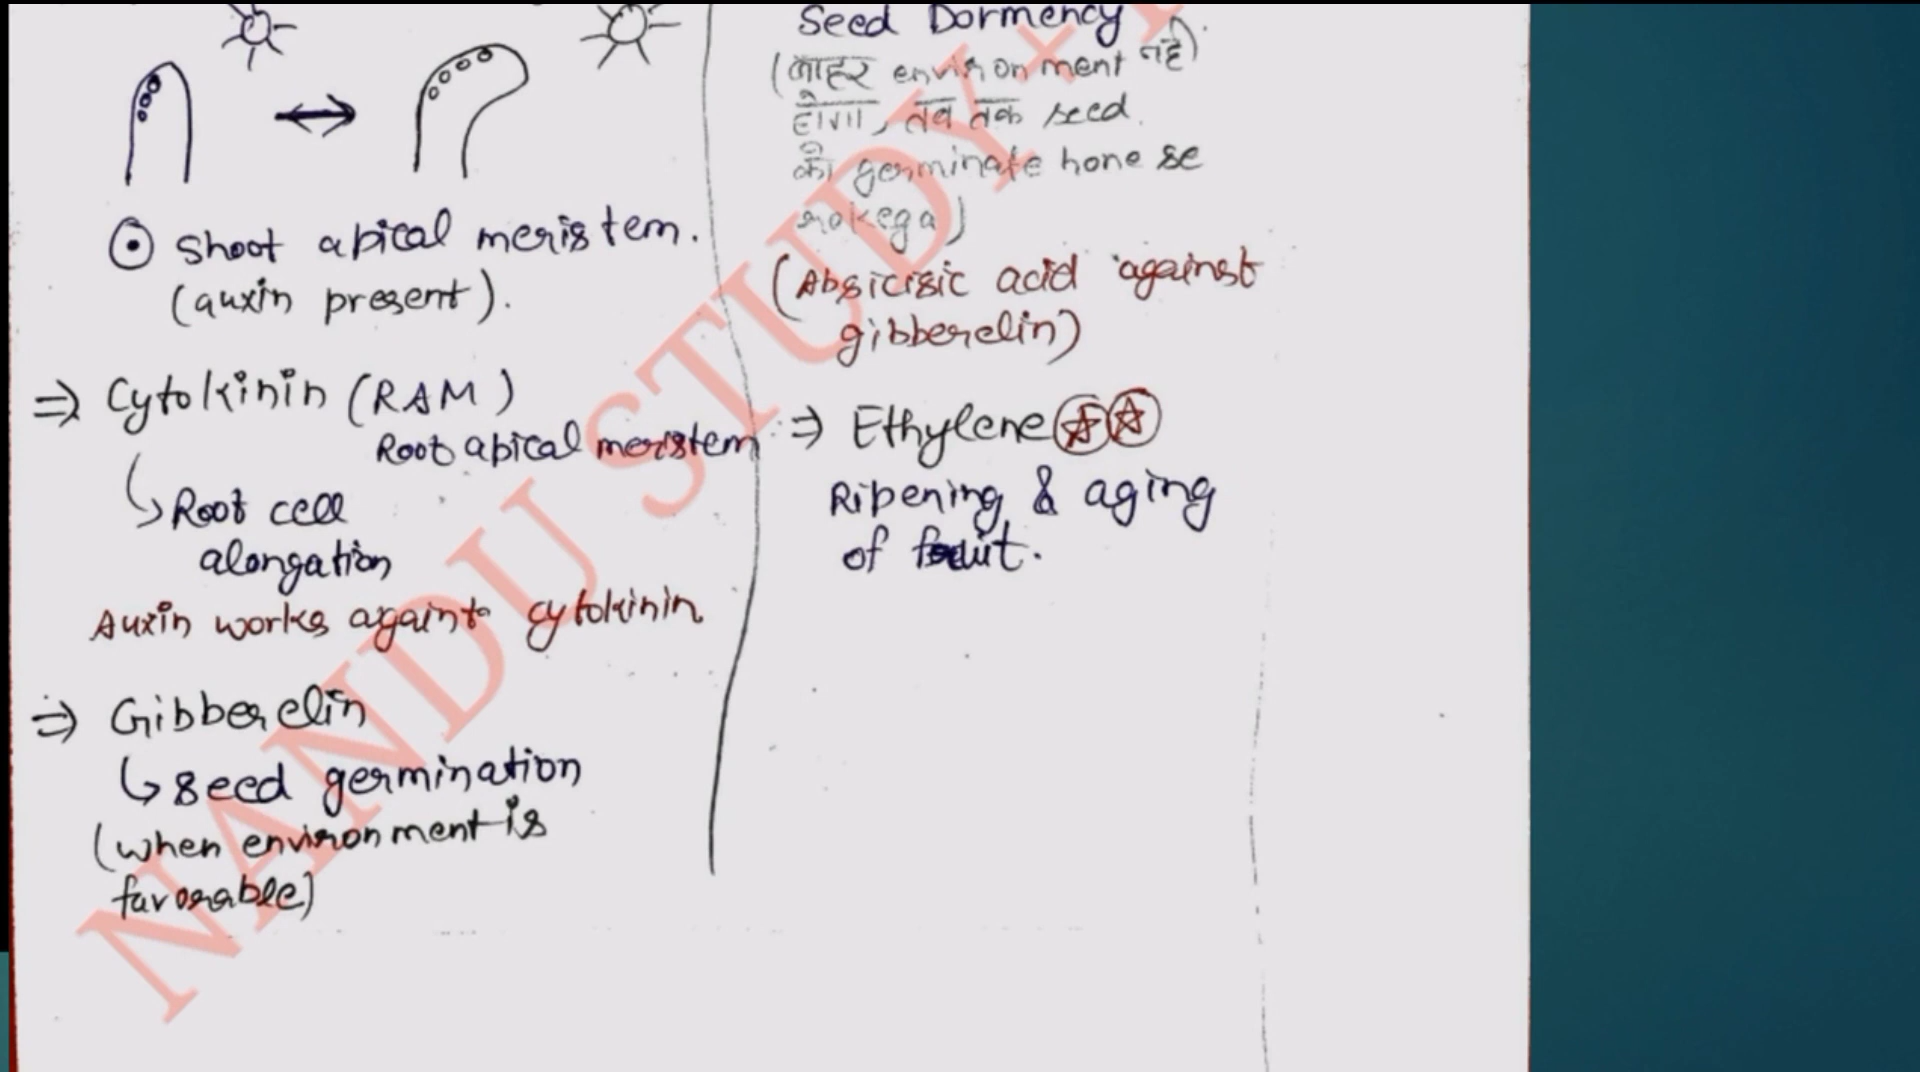 Shoot apical meristem.
(auxin present).
⇒ Cytokinin (RAM)
Root apical meristem
↳ Root cell
alongation
Auxin works againt cytokinin
⇒ Gibberelin
↳ seed germination
(when environment is
favorable)
Seed Dormency
(बाहर environment नहीं
होगा, तब तक seed
को germinate hone se
rokega)
(Absicisic acid against
gibberelin)
⇒ Ethylene
Ripening & aging
of fruit.
NANDU STUDY+